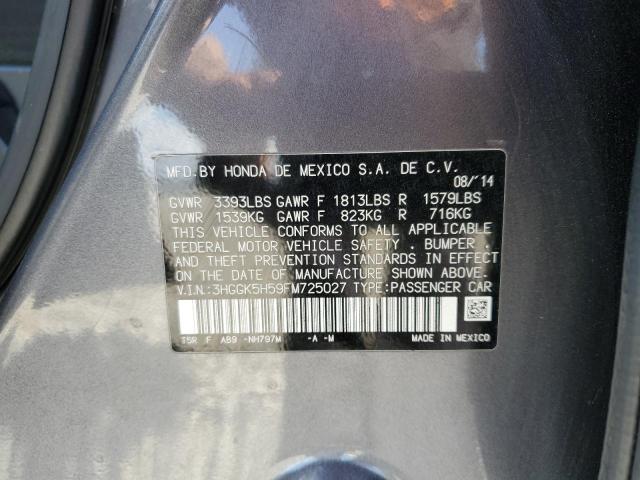 MFD.BY HONDA DE MEXICO S.A. DE C.V.
08/'14
GVWR 3393LBS GAWR F 1813LBS R 1579LBS
GVWR 1539KG GAWR F 823KG R 716KG
THIS VEHICLE CONFORMS TO ALL APPLICABLE
FEDERAL MOTOR VEHICLE SAFETY . BUMPER .
AND THEFT PREVENTION STANDARDS IN EFFECT
ON THE DATE OF MANUFACTURE SHOWN ABOVE.
V.I.N.:3HGGK5H59FM725027 TYPE:PASSENGER CAR
T5R F AB9 -NH797M -A -M MADE IN MEXICO